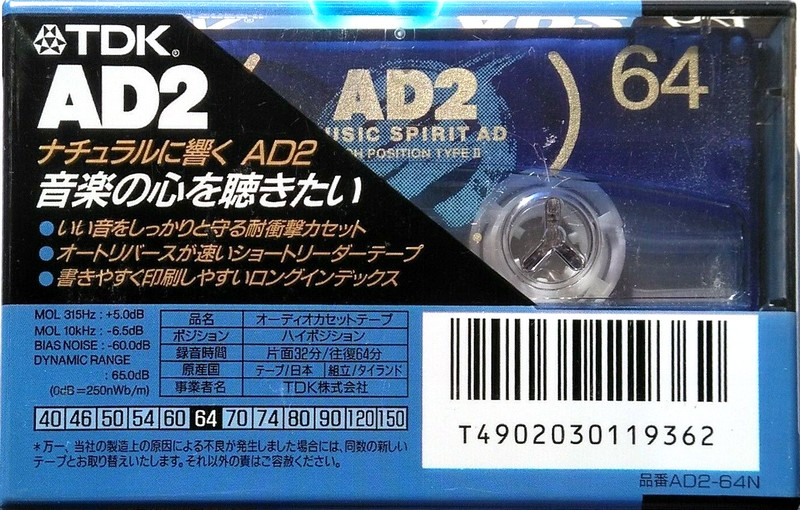 TDK®
AD2
ナチュラルに響く AD2
音楽の心を聴きたい
●いい音をしっかりと守る耐衝撃カセット
●オートリバースが速いショートリーダーテープ
●書きやすく印刷しやすいロングインデックス
AD2
MUSIC SPIRIT AD
POSITION TYPE II
64
MOL 315Hz : +5.0dB
MOL 10kHz : -6.5dB
BIAS NOISE : -60.0dB
DYNAMIC RANGE
: 65.0dB
(0dB=250nWb/m)
品名 オーディオカセットテープ
ポジション ハイポジション
録音時間 片面32分/往復64分
原産国 テープ/日本 組立/タイランド
事業者名 TDK株式会社
40 46 50 54 60 64 70 74 80 90 120 150
*万一、当社の製造上の原因による不良が発生しました場合には、同数の新しい
テープとお取り替えいたします。それ以外の責はご容赦ください。
T4902030119362
品番AD2-64N